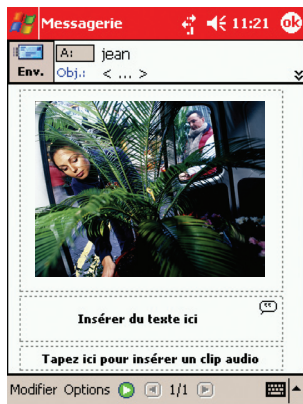 Messagerie 11:21 ok
A: jean
Env. Obj.: < ... >
Insérer du texte ici
Tapez ici pour insérer un clip audio
Modifier Options 1/1